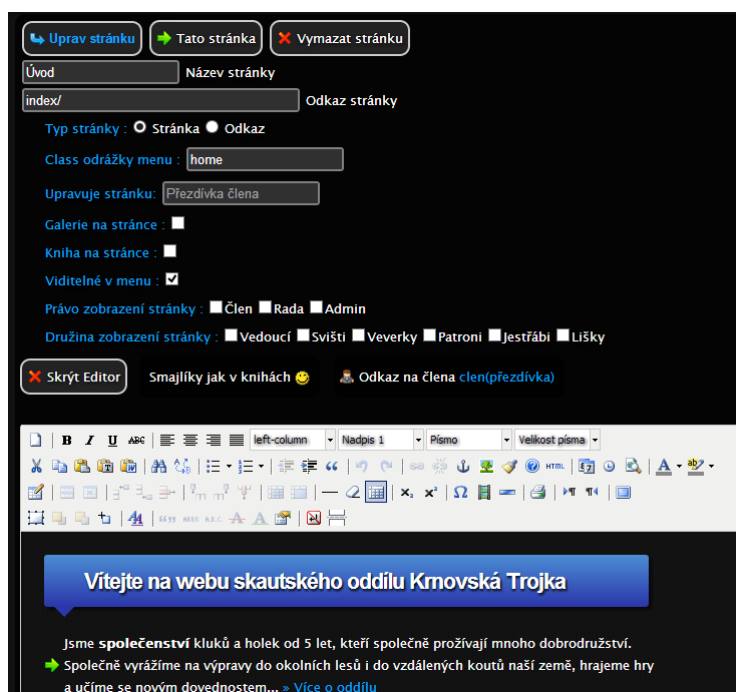 Uprav stránku Tato stránka Vymazat stránku
Úvod Název stránky
index/ Odkaz stránky
Typ stránky : Stránka Odkaz
Class odrážky menu : home
Upravuje stránku: Přezdívka člena
Galerie na stránce :
Kniha na stránce :
Viditelné v menu :
Právo zobrazení stránky : Člen Rada Admin
Družina zobrazení stránky : Vedoucí Svišti Veverky Patroni Jestřábi Lišky
Skrýt Editor Smajlíky jak v knihách Odkaz na člena clen(přezdívka)
B I U ABC left-column Nadpis 1 Písmo Velikost písma
HTML
Vítejte na webu skautského oddílu Krnovská Trojka
Jsme společenství kluků a holek od 5 let, kteří společně prožívají mnoho dobrodružství.
Společně vyrážíme na výpravy do okolních lesů i do vzdálených koutů naší země, hrajeme hry
a učíme se novým dovednostem... » Více o oddílu